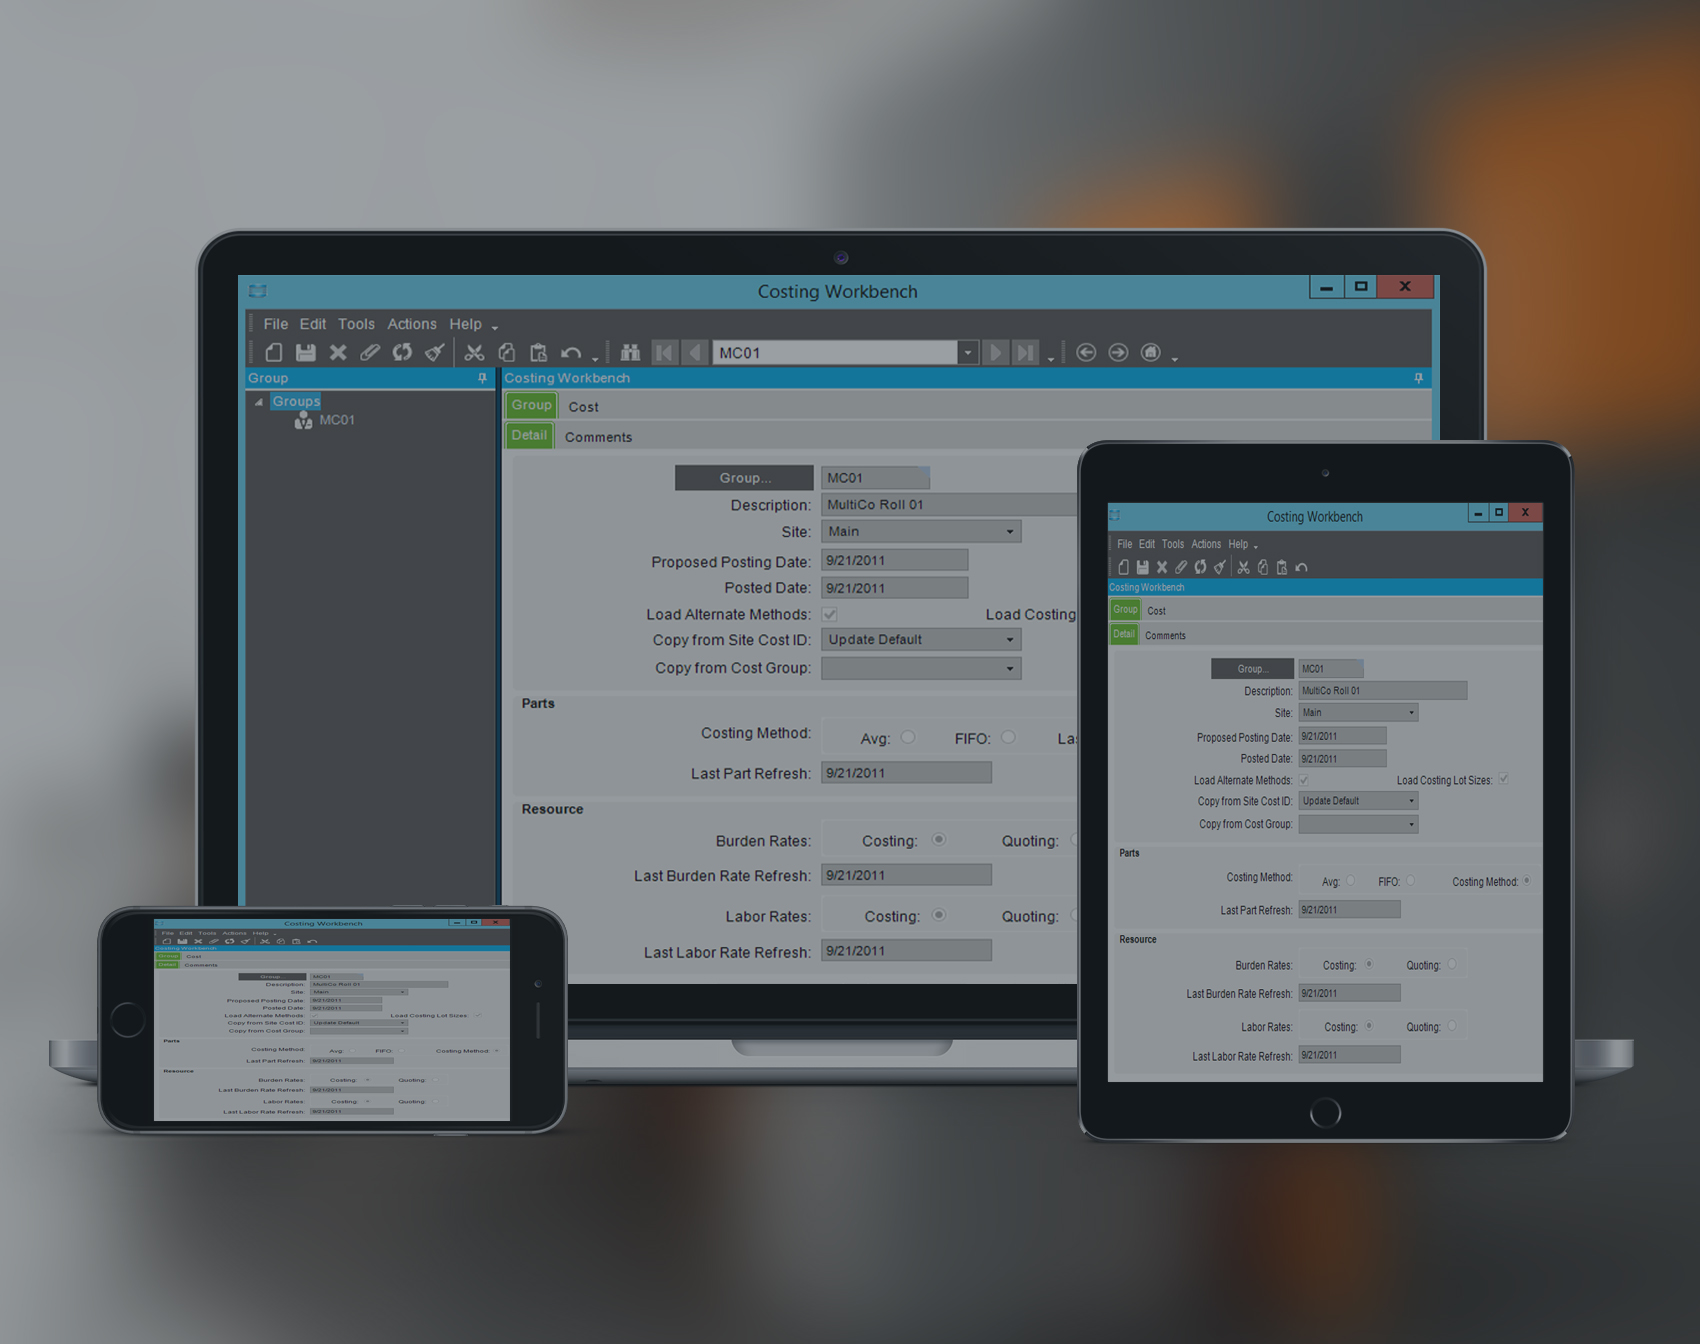 Costing Workbench
File Edit Tools Actions Help
MC01
Group
Costing Workbench
Groups
MC01
Group Cost
Detail Comments
Group... MC01
Description: MultiCo Roll 01
Site: Main
Proposed Posting Date: 9/21/2011
Posted Date: 9/21/2011
Load Alternate Methods: Load Costing
Copy from Site Cost ID: Update Default
Copy from Cost Group:
Parts
Costing Method: Avg: FIFO: Las
Last Part Refresh: 9/21/2011
Resource
Burden Rates: Costing: Quoting:
Last Burden Rate Refresh: 9/21/2011
Labor Rates: Costing: Quoting:
Last Labor Rate Refresh: 9/21/2011
Costing Workbench
File Edit Tools Actions Help
Costing Workbench
Group Cost
Detail Comments
Group... MC01
Description: MultiCo Roll 01
Site: Main
Proposed Posting Date: 9/21/2011
Posted Date: 9/21/2011
Load Alternate Methods: Load Costing Lot Sizes:
Copy from Site Cost ID: Update Default
Copy from Cost Group:
Parts
Costing Method: Avg: FIFO: Costing Method:
Last Part Refresh: 9/21/2011
Resource
Burden Rates: Costing: Quoting:
Last Burden Rate Refresh: 9/21/2011
Labor Rates: Costing: Quoting:
Last Labor Rate Refresh: 9/21/2011
Costing Workbench
File Edit Tools Actions Help
Costing Workbench
Group Cost
Detail Comments
Group... MC01
Description: MultiCo Roll 01
Site: Main
Proposed Posting Date: 9/21/2011
Posted Date: 9/21/2011
Load Alternate Methods: Load Costing Lot Sizes:
Copy from Site Cost ID: Update Default
Copy from Cost Group:
Parts
Costing Method: Avg: FIFO: Costing Method:
Last Part Refresh: 9/21/2011
Resource
Burden Rates: Costing: Quoting:
Last Burden Rate Refresh: 9/21/2011
Labor Rates: Costing: Quoting:
Last Labor Rate Refresh: 9/21/2011